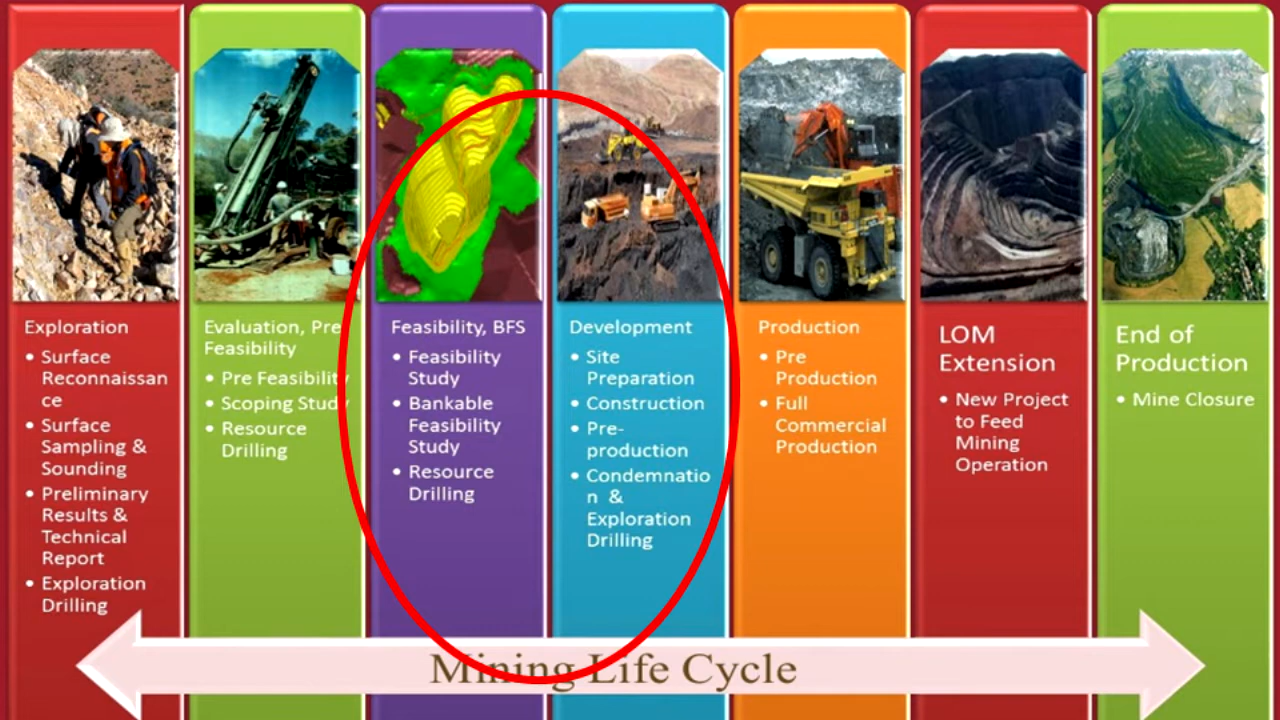 Exploration
• Surface
Reconnaissan
ce
• Surface
Sampling &
Sounding
• Preliminary
Results &
Technical
Report
• Exploration
Drilling
Evaluation, Pre
Feasibility
• Pre Feasibility
• Scoping Study
• Resource
Drilling
Feasibility, BFS
• Feasibility
Study
• Bankable
Feasibility
Study
• Resource
Drilling
Development
• Site
Preparation
• Construction
• Pre-
production
• Condemnatio
n &
Exploration
Drilling
Production
• Pre
Production
• Full
Commercial
Production
LOM
Extension
• New Project
to Feed
Mining
Operation
End of
Production
• Mine Closure
Mining Life Cycle